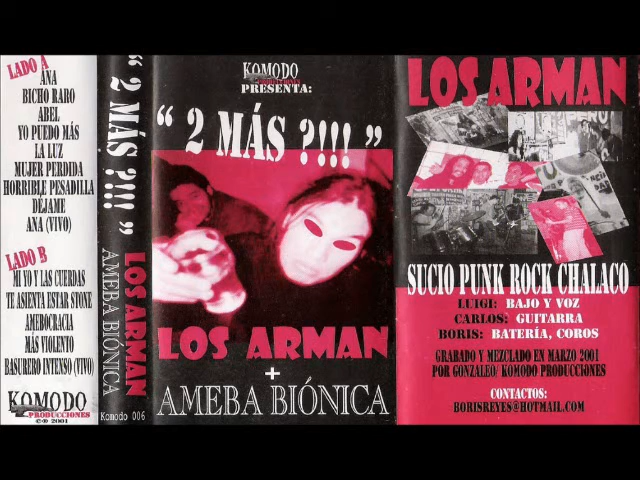 LADO A
ANA
BICHO RARO
ABEL
YO PUEDO MÁS
LA LUZ
MUJER PERDIDA
HORRIBLE PESADILLA
DÉJAME
ANA (VIVO)
LADO B
MI YO Y LAS CUERDAS
TE ASIENTA ESTAR STONE
AMEBOCRACIA
MÁS VIOLENTO
BASURERO INTENSO (VIVO)
KOMODO
PRODUCCIONES
©℗ 2001
“ 2 MÁS ?!!! ”
LOS ARMAN
AMEBA BIÓNICA
Komodo 006
KOMODO
PRODUCCIONES
PRESENTA:
“ 2 MÁS ?!!! ”
LOS ARMAN
+
AMEBA BIÓNICA
LOS ARMAN
SUCIO PUNK ROCK CHALACO
LUIGI: BAJO Y VOZ
CARLOS: GUITARRA
BORIS: BATERÍA, COROS
GRABADO Y MEZCLADO EN MARZO 2001
POR GONZALEO/ KOMODO PRODUCCIONES
CONTACTOS:
BORISREYES@HOTMAIL.COM